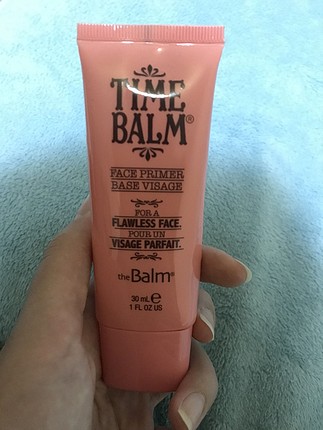 TIME
BALM®
FACE PRIMER
BASE VISAGE
FOR A
FLAWLESS FACE.
POUR UN
VISAGE PARFAIT.
theBalm®
30 mL ℮
1 FL OZ US